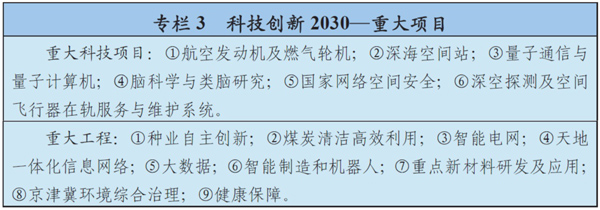 专栏3 科技创新2030—重大项目
重大科技项目：①航空发动机及燃气轮机；②深海空间站；③量子通信与
量子计算机；④脑科学与类脑研究；⑤国家网络空间安全；⑥深空探测及空间
飞行器在轨服务与维护系统。
重大工程：①种业自主创新；②煤炭清洁高效利用；③智能电网；④天地
一体化信息网络；⑤大数据；⑥智能制造和机器人；⑦重点新材料研发及应用；
⑧京津冀环境综合治理；⑨健康保障。